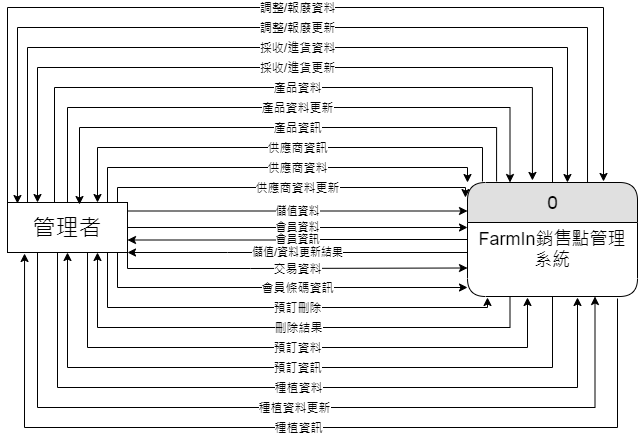 調整/報廢資料
調整/報廢更新
採收/進貨資料
採收/進貨更新
產品資料
產品資料更新
產品資訊
供應商資訊
供應商資料
供應商資料更新
儲值資料
會員資料
會員資訊
儲值/資料更新結果
交易資料
會員條碼資訊
預訂刪除
刪除結果
預訂資料
預訂資訊
種植資料
種植資料更新
種植資訊
管理者
0
FarmIn銷售點管理
系統